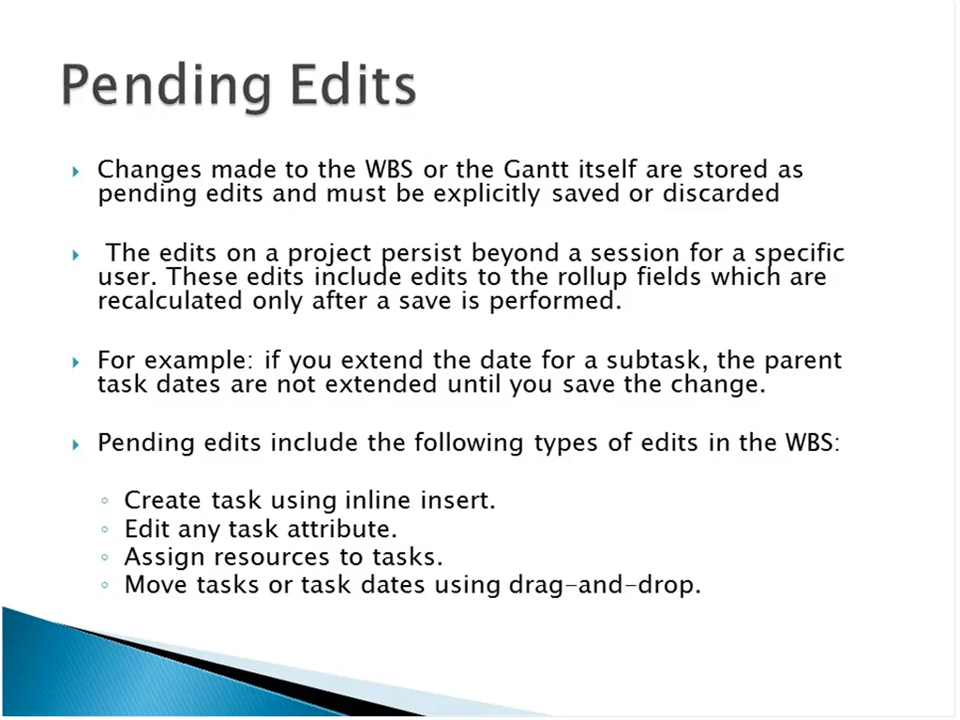 Pending Edits
Changes made to the WBS or the Gantt itself are stored as
pending edits and must be explicitly saved or discarded
The edits on a project persist beyond a session for a specific
user. These edits include edits to the rollup fields which are
recalculated only after a save is performed.
For example: if you extend the date for a subtask, the parent
task dates are not extended until you save the change.
Pending edits include the following types of edits in the WBS:
Create task using inline insert.
Edit any task attribute.
Assign resources to tasks.
Move tasks or task dates using drag-and-drop.